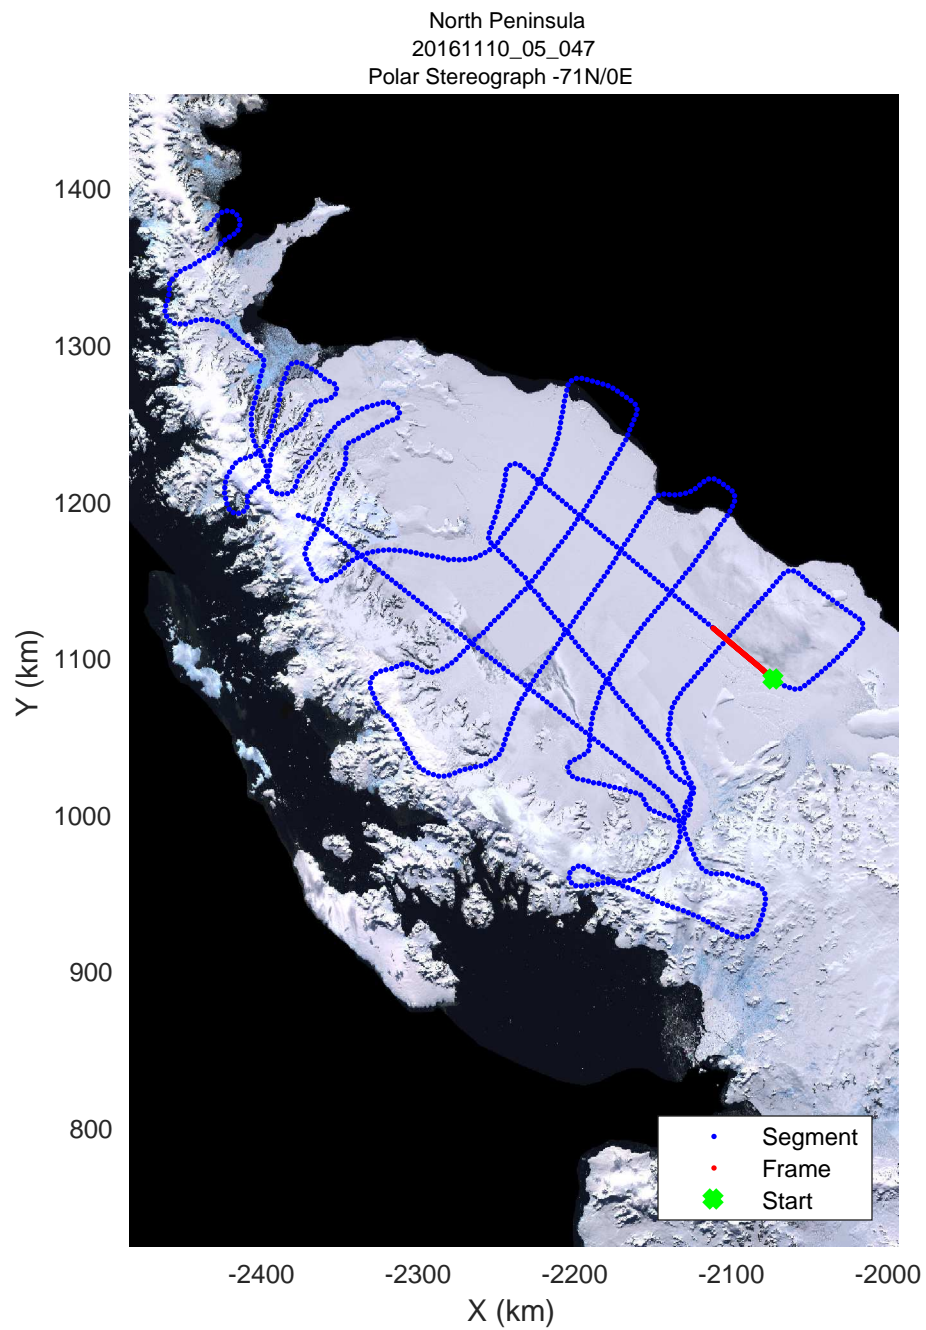 North Peninsula
20161110_05_047
Polar Stereograph -71N/0E
1400
1300
1200
1100
1000
900
800
Y (km)
-2400
-2300
-2200
-2100
-2000
X (km)
Segment
Frame
Start